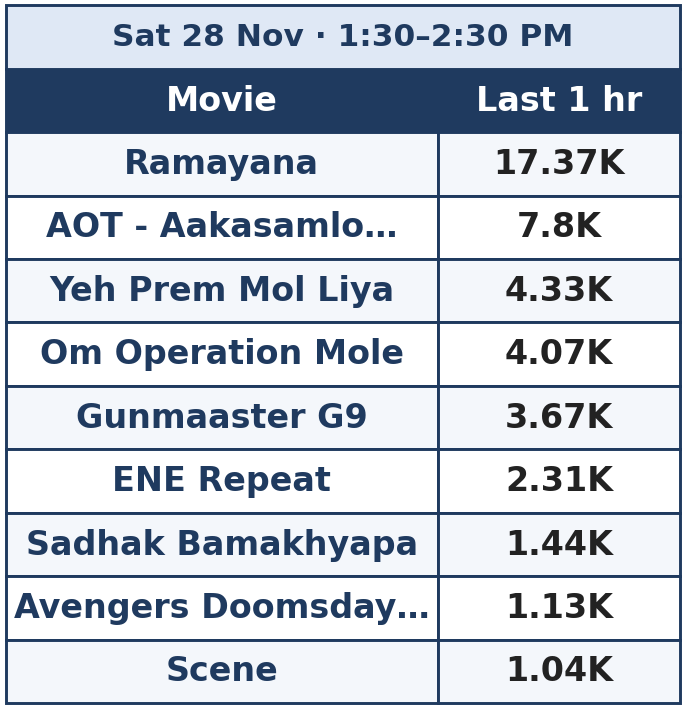 Sat 28 Nov · 1:30–2:30 PM
Movie Last 1 hr
Ramayana 17.37K
AOT - Aakasamlo... 7.8K
Yeh Prem Mol Liya 4.33K
Om Operation Mole 4.07K
Gunmaaster G9 3.67K
ENE Repeat 2.31K
Sadhak Bamakhyapa 1.44K
Avengers Doomsday... 1.13K
Scene 1.04K